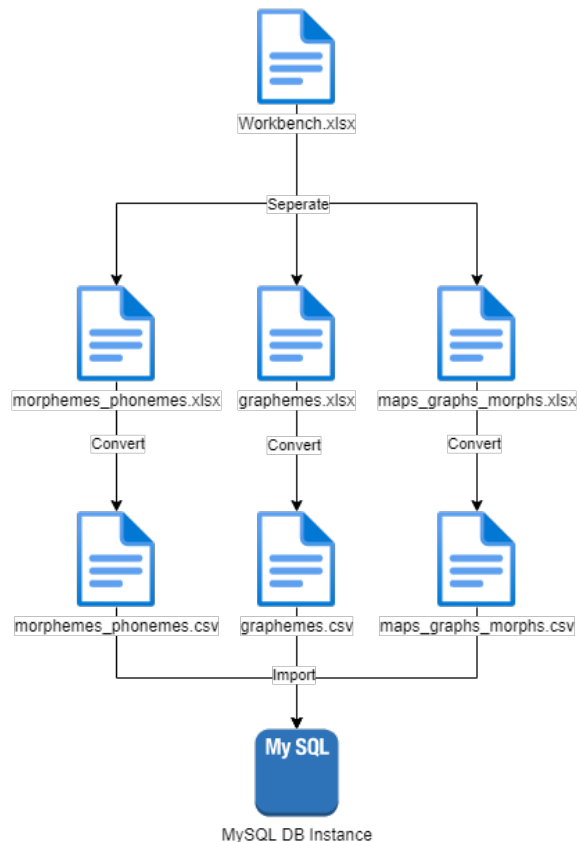 Workbench.xlsx
Seperate
morphemes_phonemes.xlsx
graphemes.xlsx
maps_graphs_morphs.xlsx
Convert
Convert
Convert
morphemes_phonemes.csv
graphemes.csv
maps_graphs_morphs.csv
Import
My SQL
MySQL DB Instance